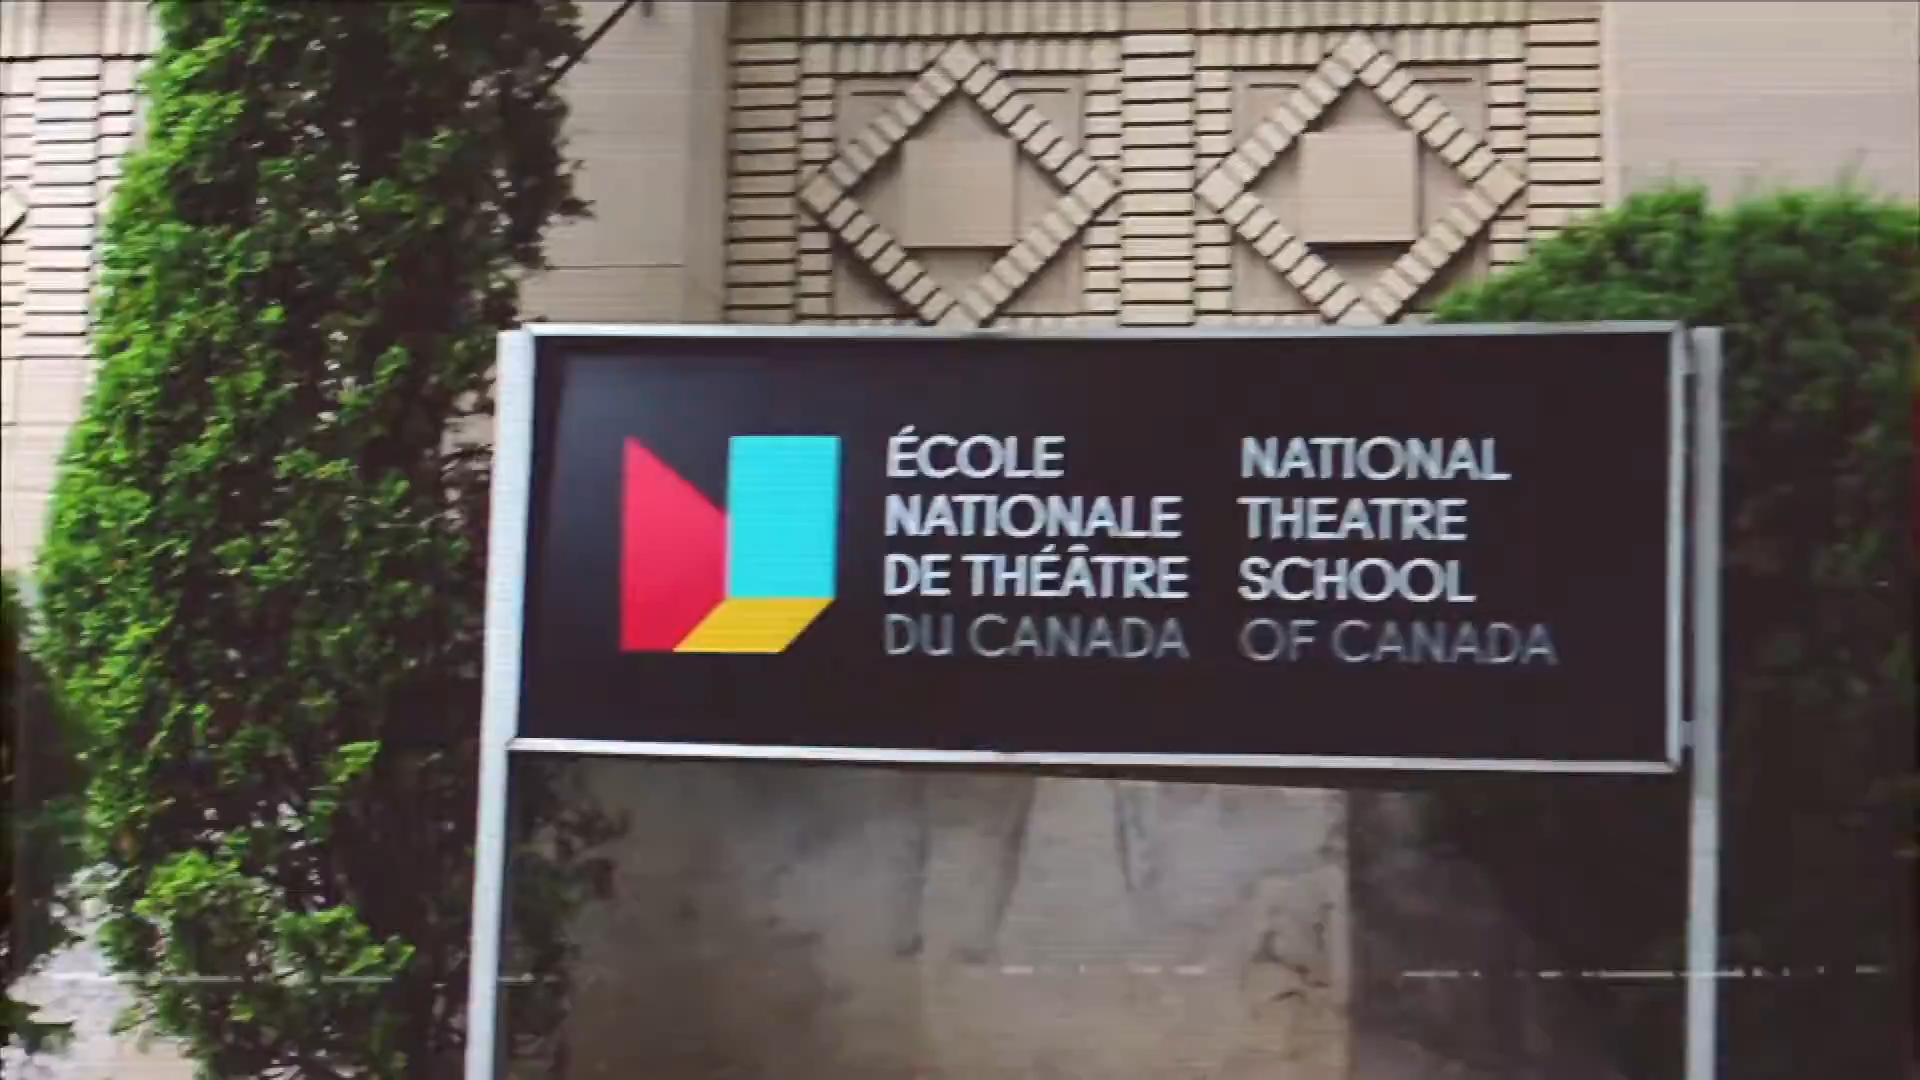 ÉCOLE
NATIONALE
DE THÉÂTRE
DU CANADA
NATIONAL
THEATRE
SCHOOL
OF CANADA